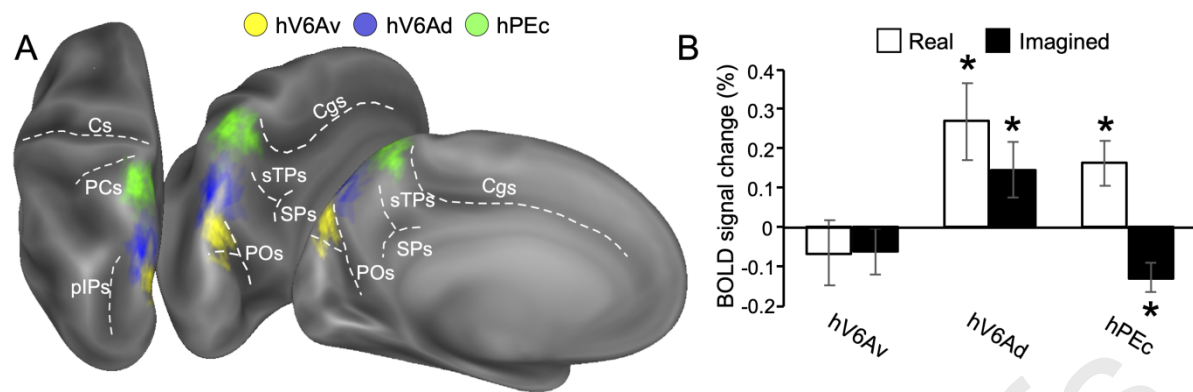 A
hV6Av hV6Ad hPEc
Cs
PCs
pIPs
Cgs
sTPs
SPs
POs
Cgs
sTPs
SPs
POs
B
Real Imagined
BOLD signal change (%)
0.4
0.3
0.2
0.1
0
-0.1
-0.2
*
*
*
*
hV6Av
hV6Ad
hPEc